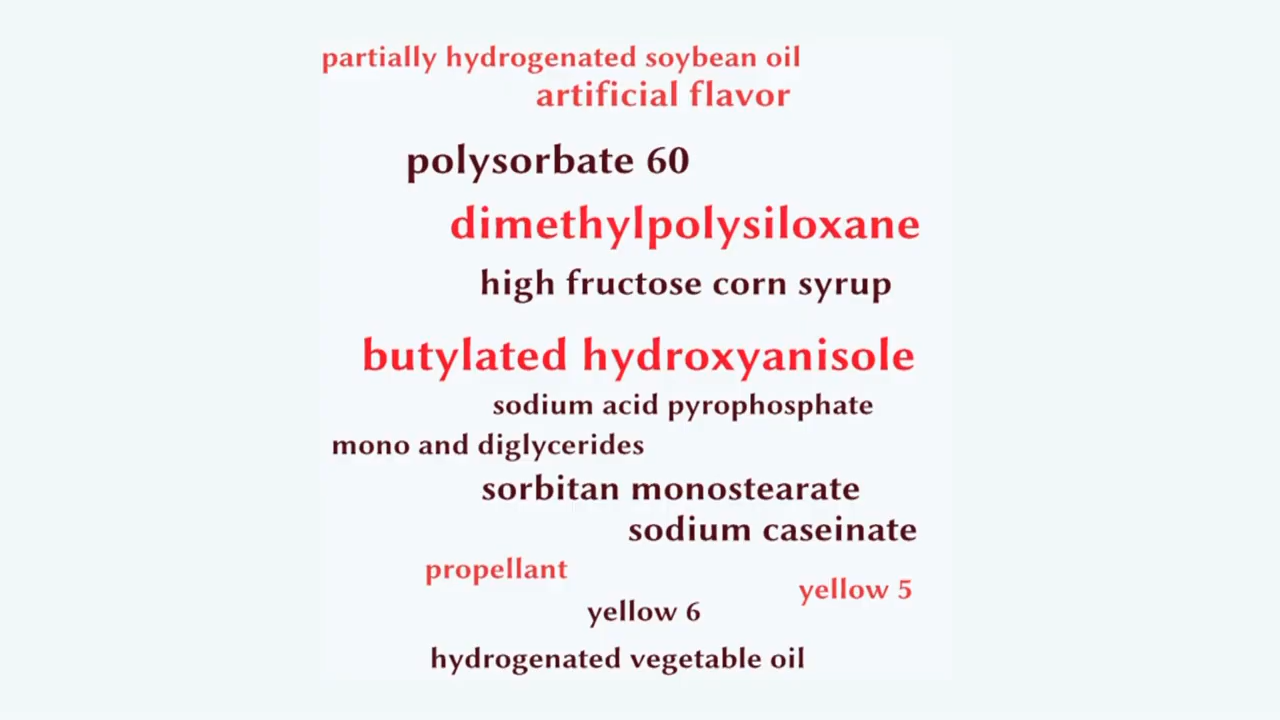 partially hydrogenated soybean oil
artificial flavor
polysorbate 60
dimethylpolysiloxane
high fructose corn syrup
butylated hydroxyanisole
sodium acid pyrophosphate
mono and diglycerides
sorbitan monostearate
sodium caseinate
propellant
yellow 5
yellow 6
hydrogenated vegetable oil